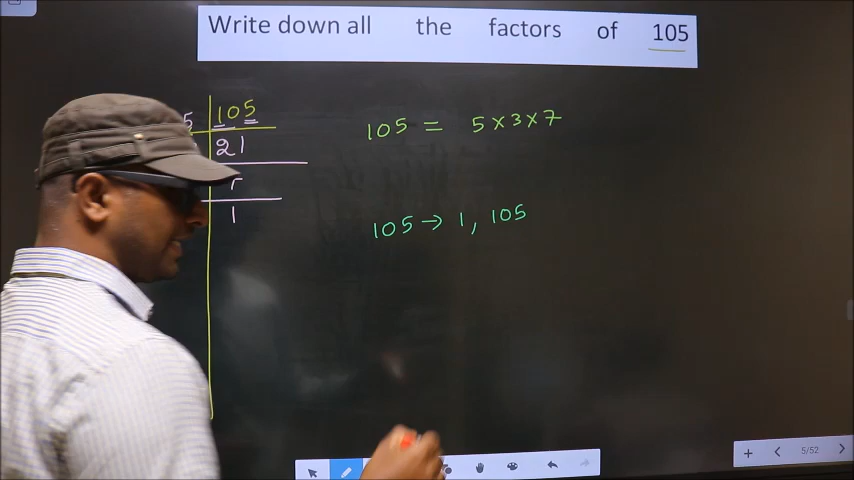 Write down all the factors of 105
5 105
21
1
105 = 5 x 3 x 7
105 → 1, 105
5/52